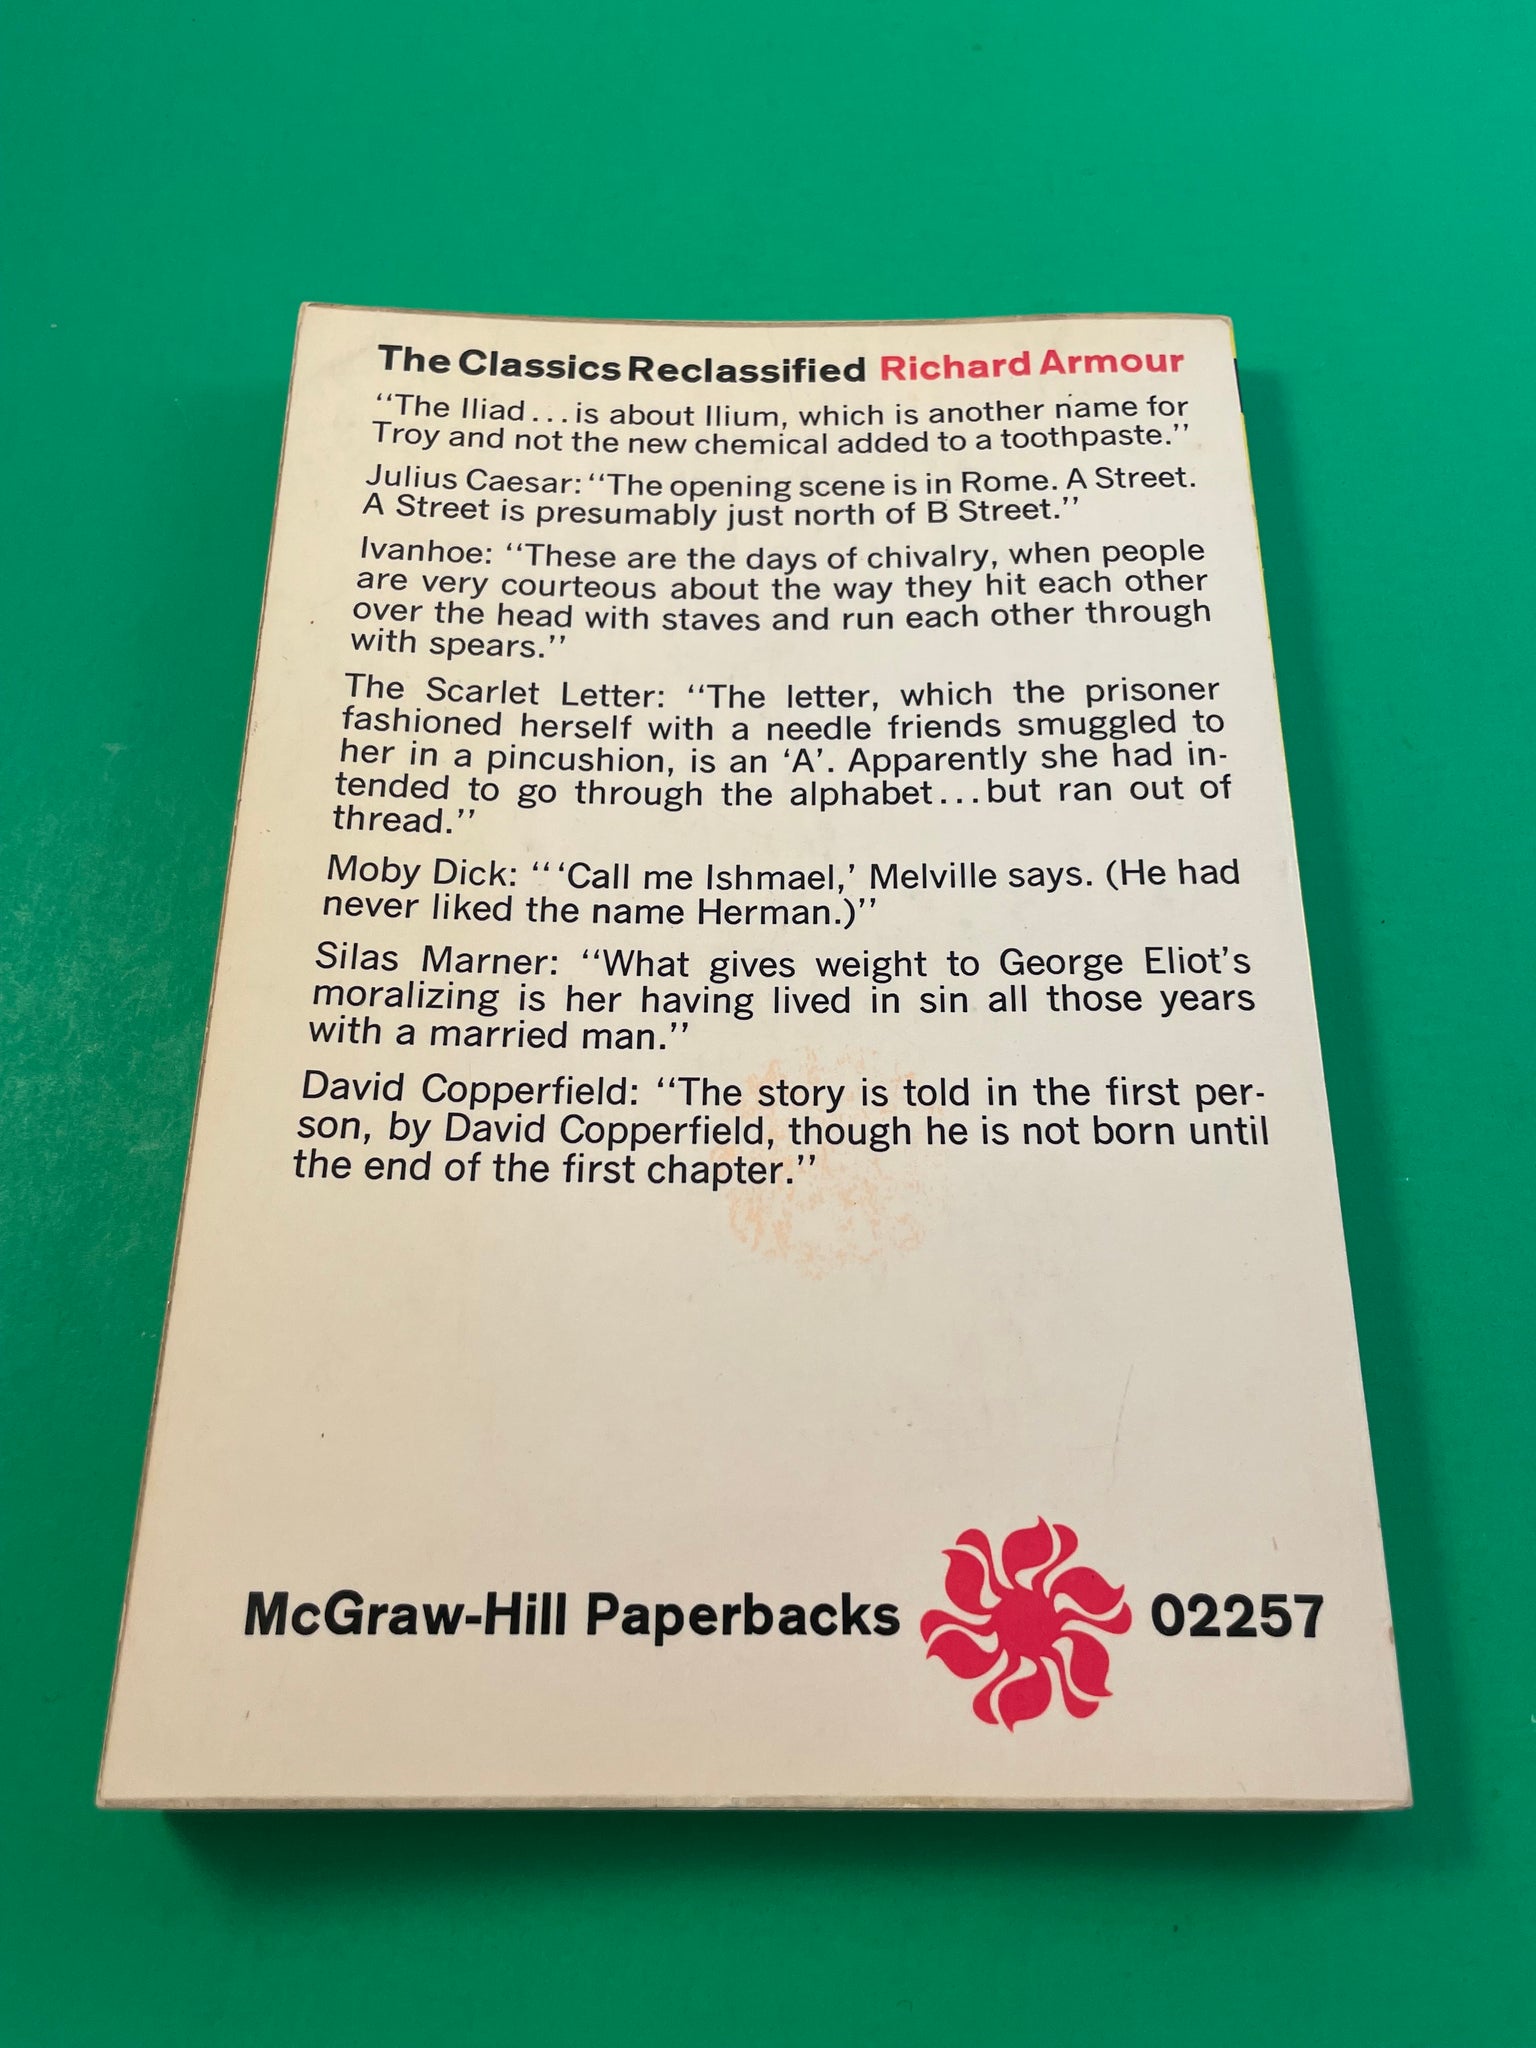 The Classics Reclassified Richard Armour
“The Iliad...is about Ilium, which is another name for
Troy and not the new chemical added to a toothpaste.”
Julius Caesar: “The opening scene is in Rome. A Street.
A Street is presumably just north of B Street.”
Ivanhoe: “These are the days of chivalry, when people
are very courteous about the way they hit each other
over the head with staves and run each other through
with spears.”
The Scarlet Letter: “The letter, which the prisoner
fashioned herself with a needle friends smuggled to
her in a pincushion, is an ‘A’. Apparently she had in-
tended to go through the alphabet...but ran out of
thread.”
Moby Dick: “‘Call me Ishmael,’ Melville says. (He had
never liked the name Herman.)”
Silas Marner: “What gives weight to George Eliot’s
moralizing is her having lived in sin all those years
with a married man.”
David Copperfield: “The story is told in the first per-
son, by David Copperfield, though he is not born until
the end of the first chapter.”
McGraw-Hill Paperbacks 02257